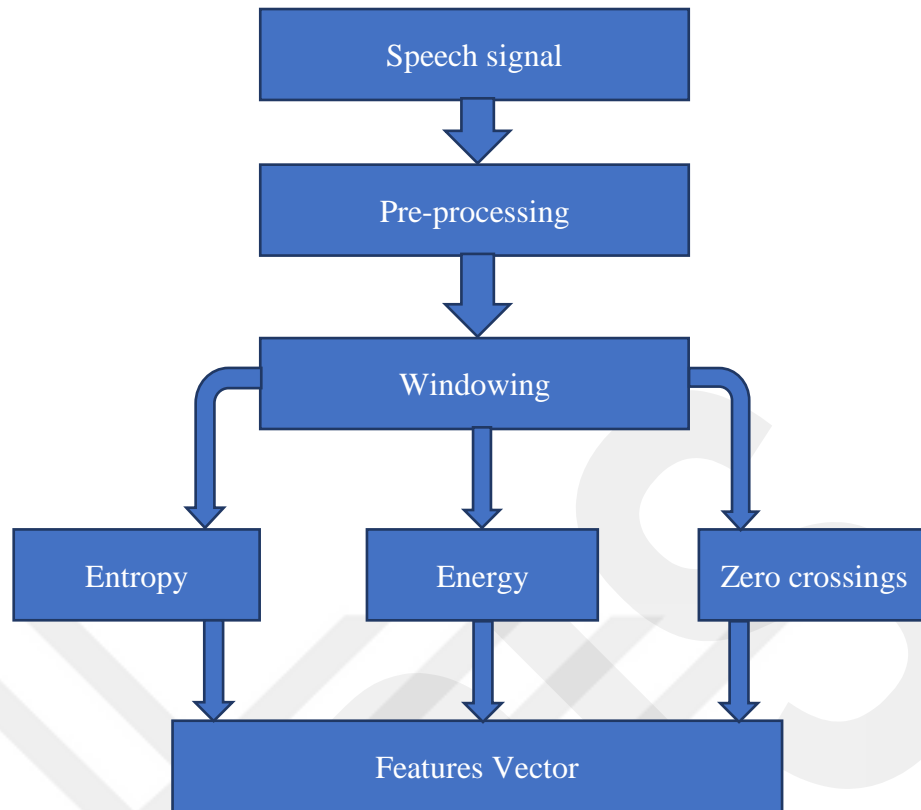 Speech signal
Pre-processing
Windowing
Entropy
Energy
Zero crossings
Features Vector